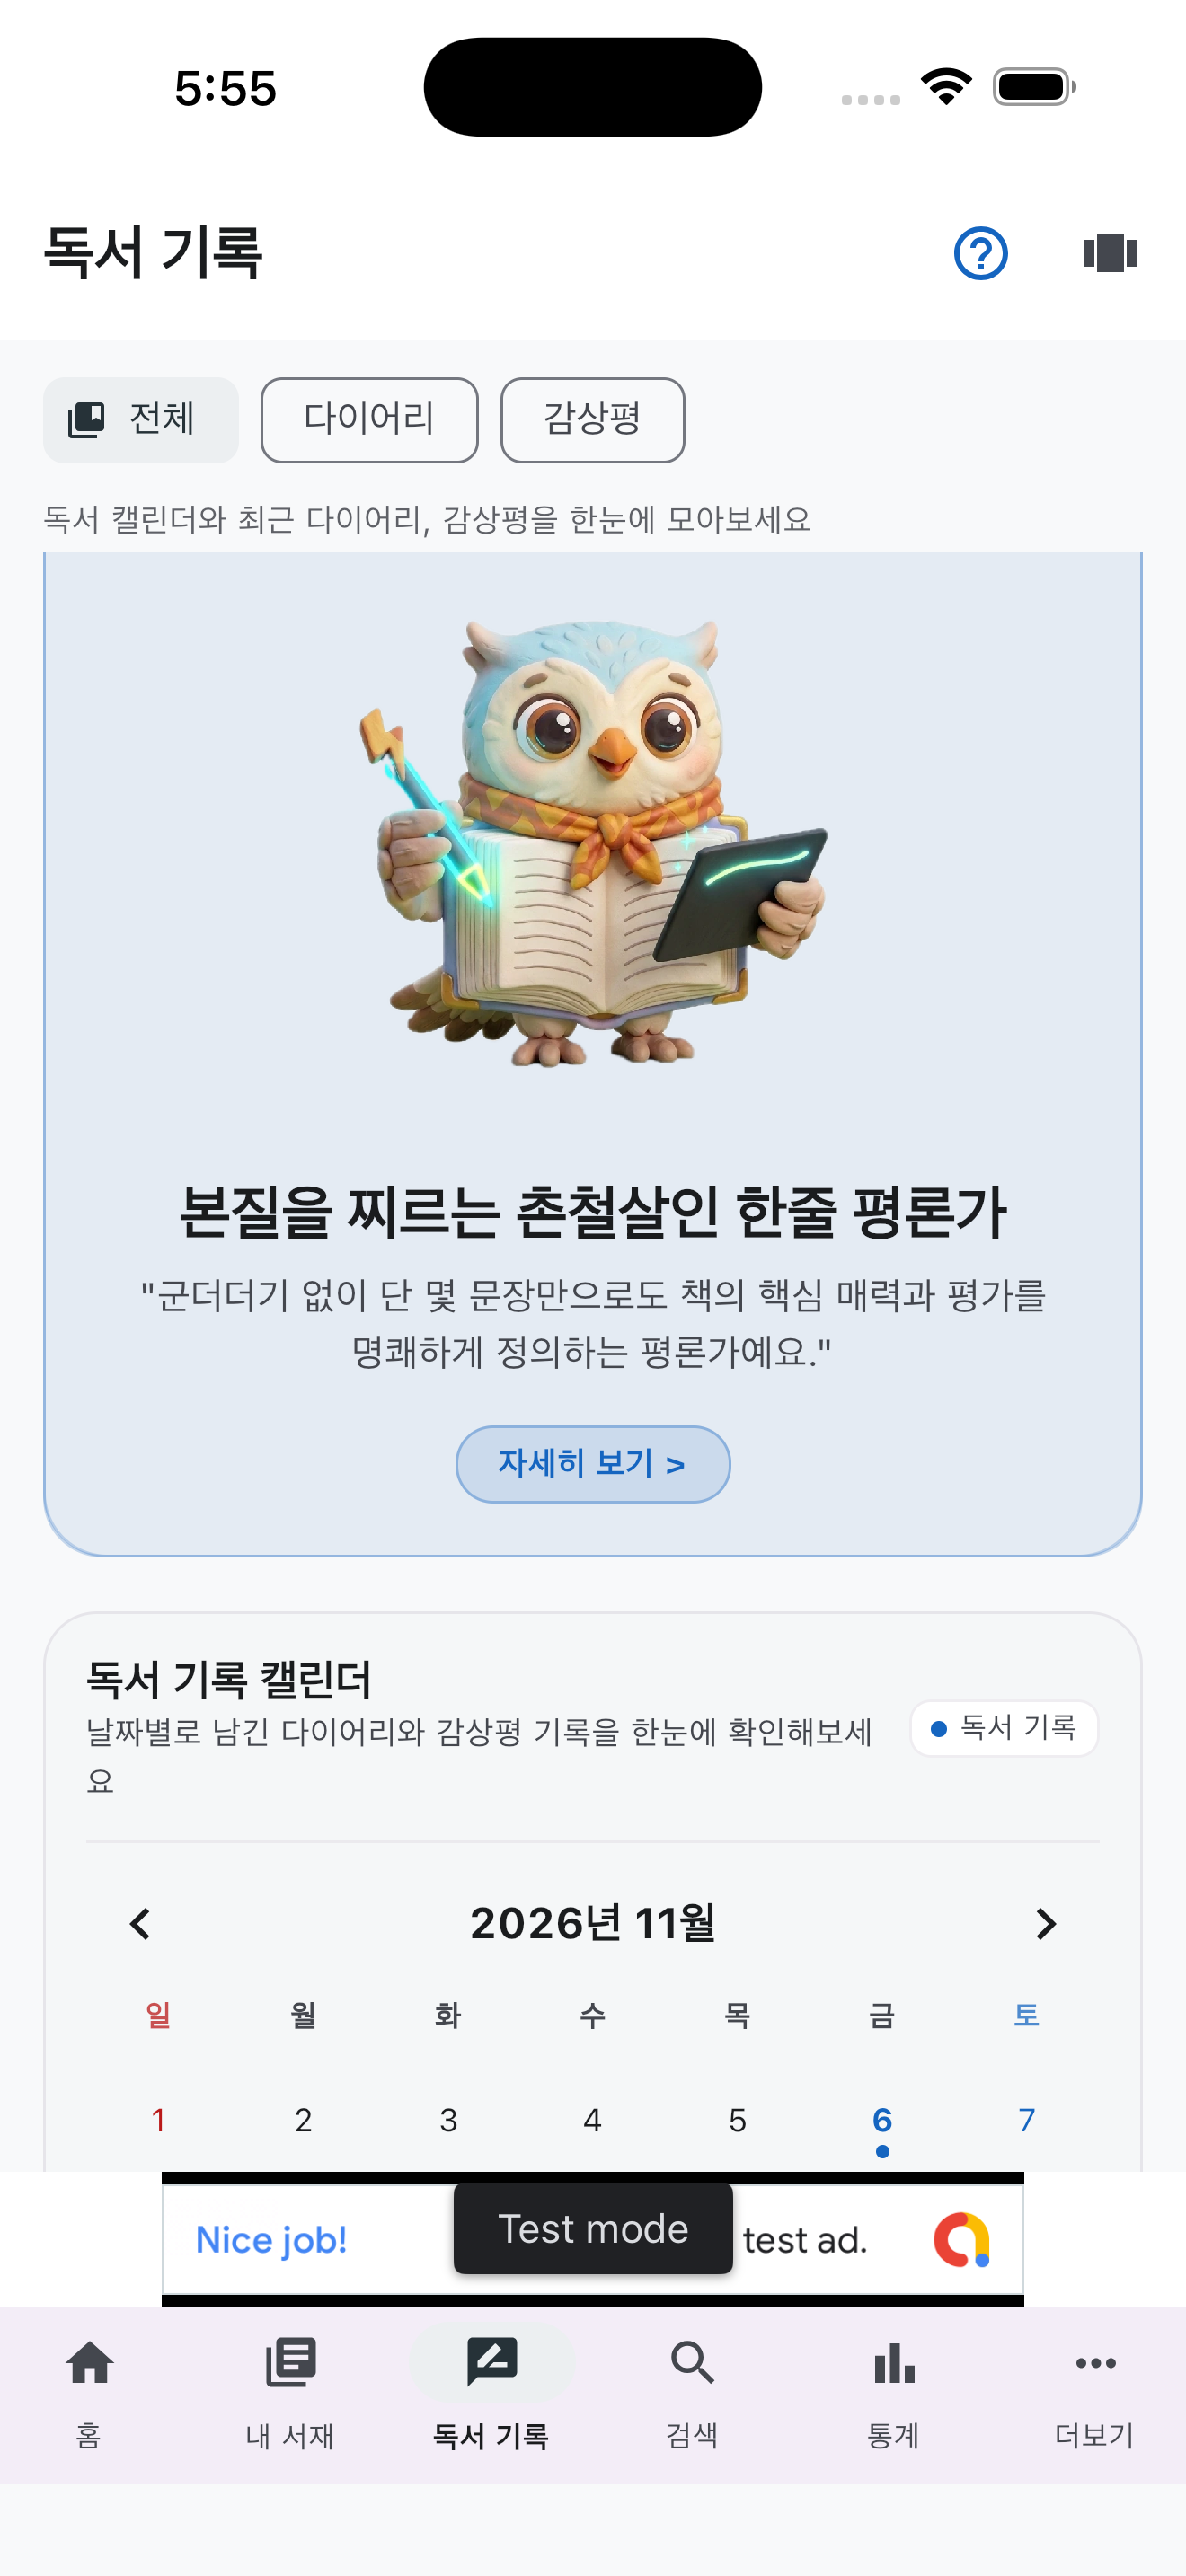 5:55
독서 기록
전체
다이어리
감상평
독서 캘린더와 최근 다이어리, 감상평을 한눈에 모아보세요
본질을 찌르는 촌철살인 한줄 평론가
"군더더기 없이 단 몇 문장만으로도 책의 핵심 매력과 평가를
명쾌하게 정의하는 평론가예요."
자세히 보기 >
독서 기록 캘린더
날짜별로 남긴 다이어리와 감상평 기록을 한눈에 확인해보세
요
독서 기록
2026년 11월
일 월 화 수 목 금 토
1 2 3 4 5 6 7
Nice job!
Test mode
test ad.
홈
내 서재
독서 기록
검색
통계
더보기